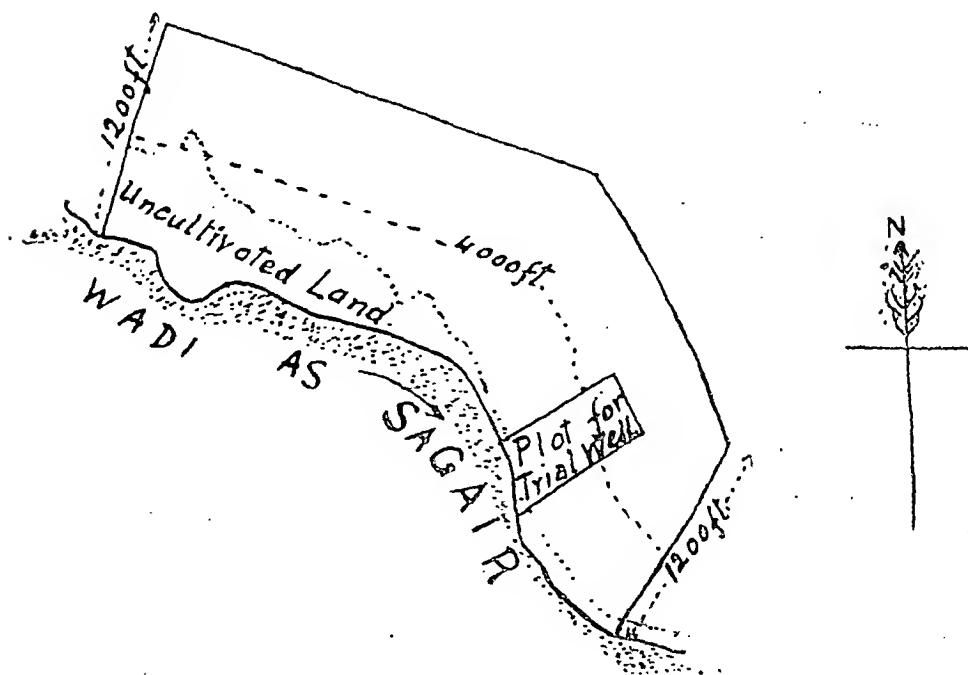 1200ft.
Uncultivated Land
4000ft.
N
WADI AS SAGAIR
Plot for
Trial Well.
1200ft.